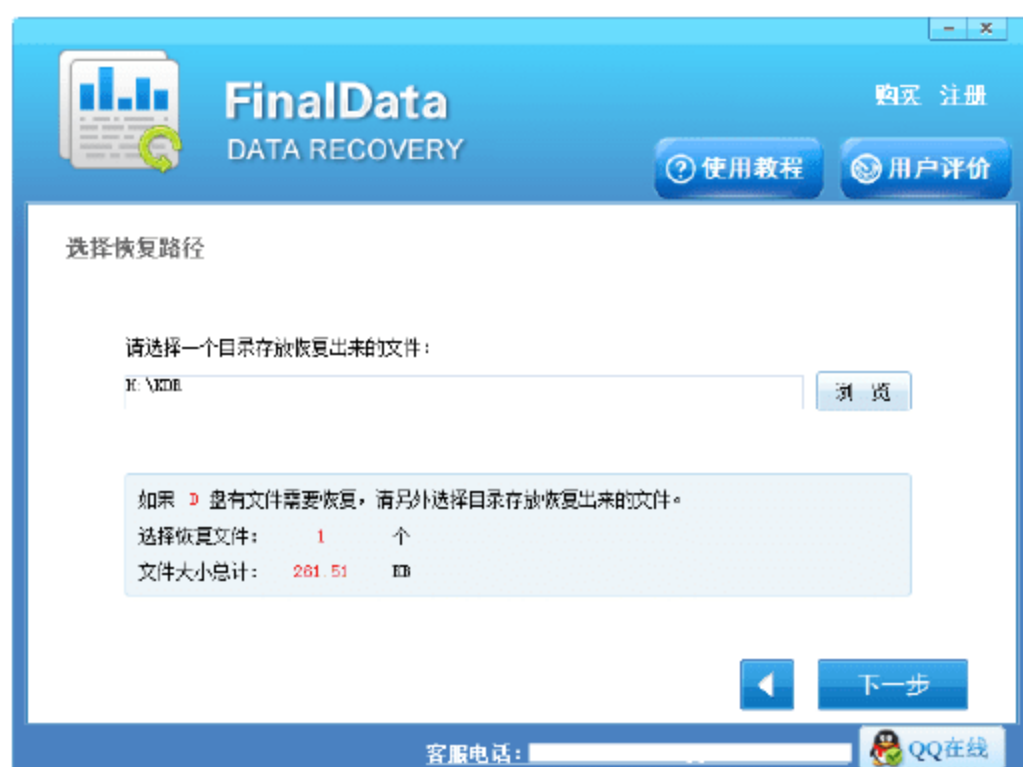 FinalData
DATA RECOVERY
购买 注册
使用教程 用户评价
选择恢复路径
请选择一个目录存放恢复出来的文件：
浏 览
如果 D 盘有文件需要恢复，请另外选择目录存放恢复出来的文件。
选择恢复文件： 1 个
文件大小总计： 261.51 KB
下一步
客服电话：
QQ在线